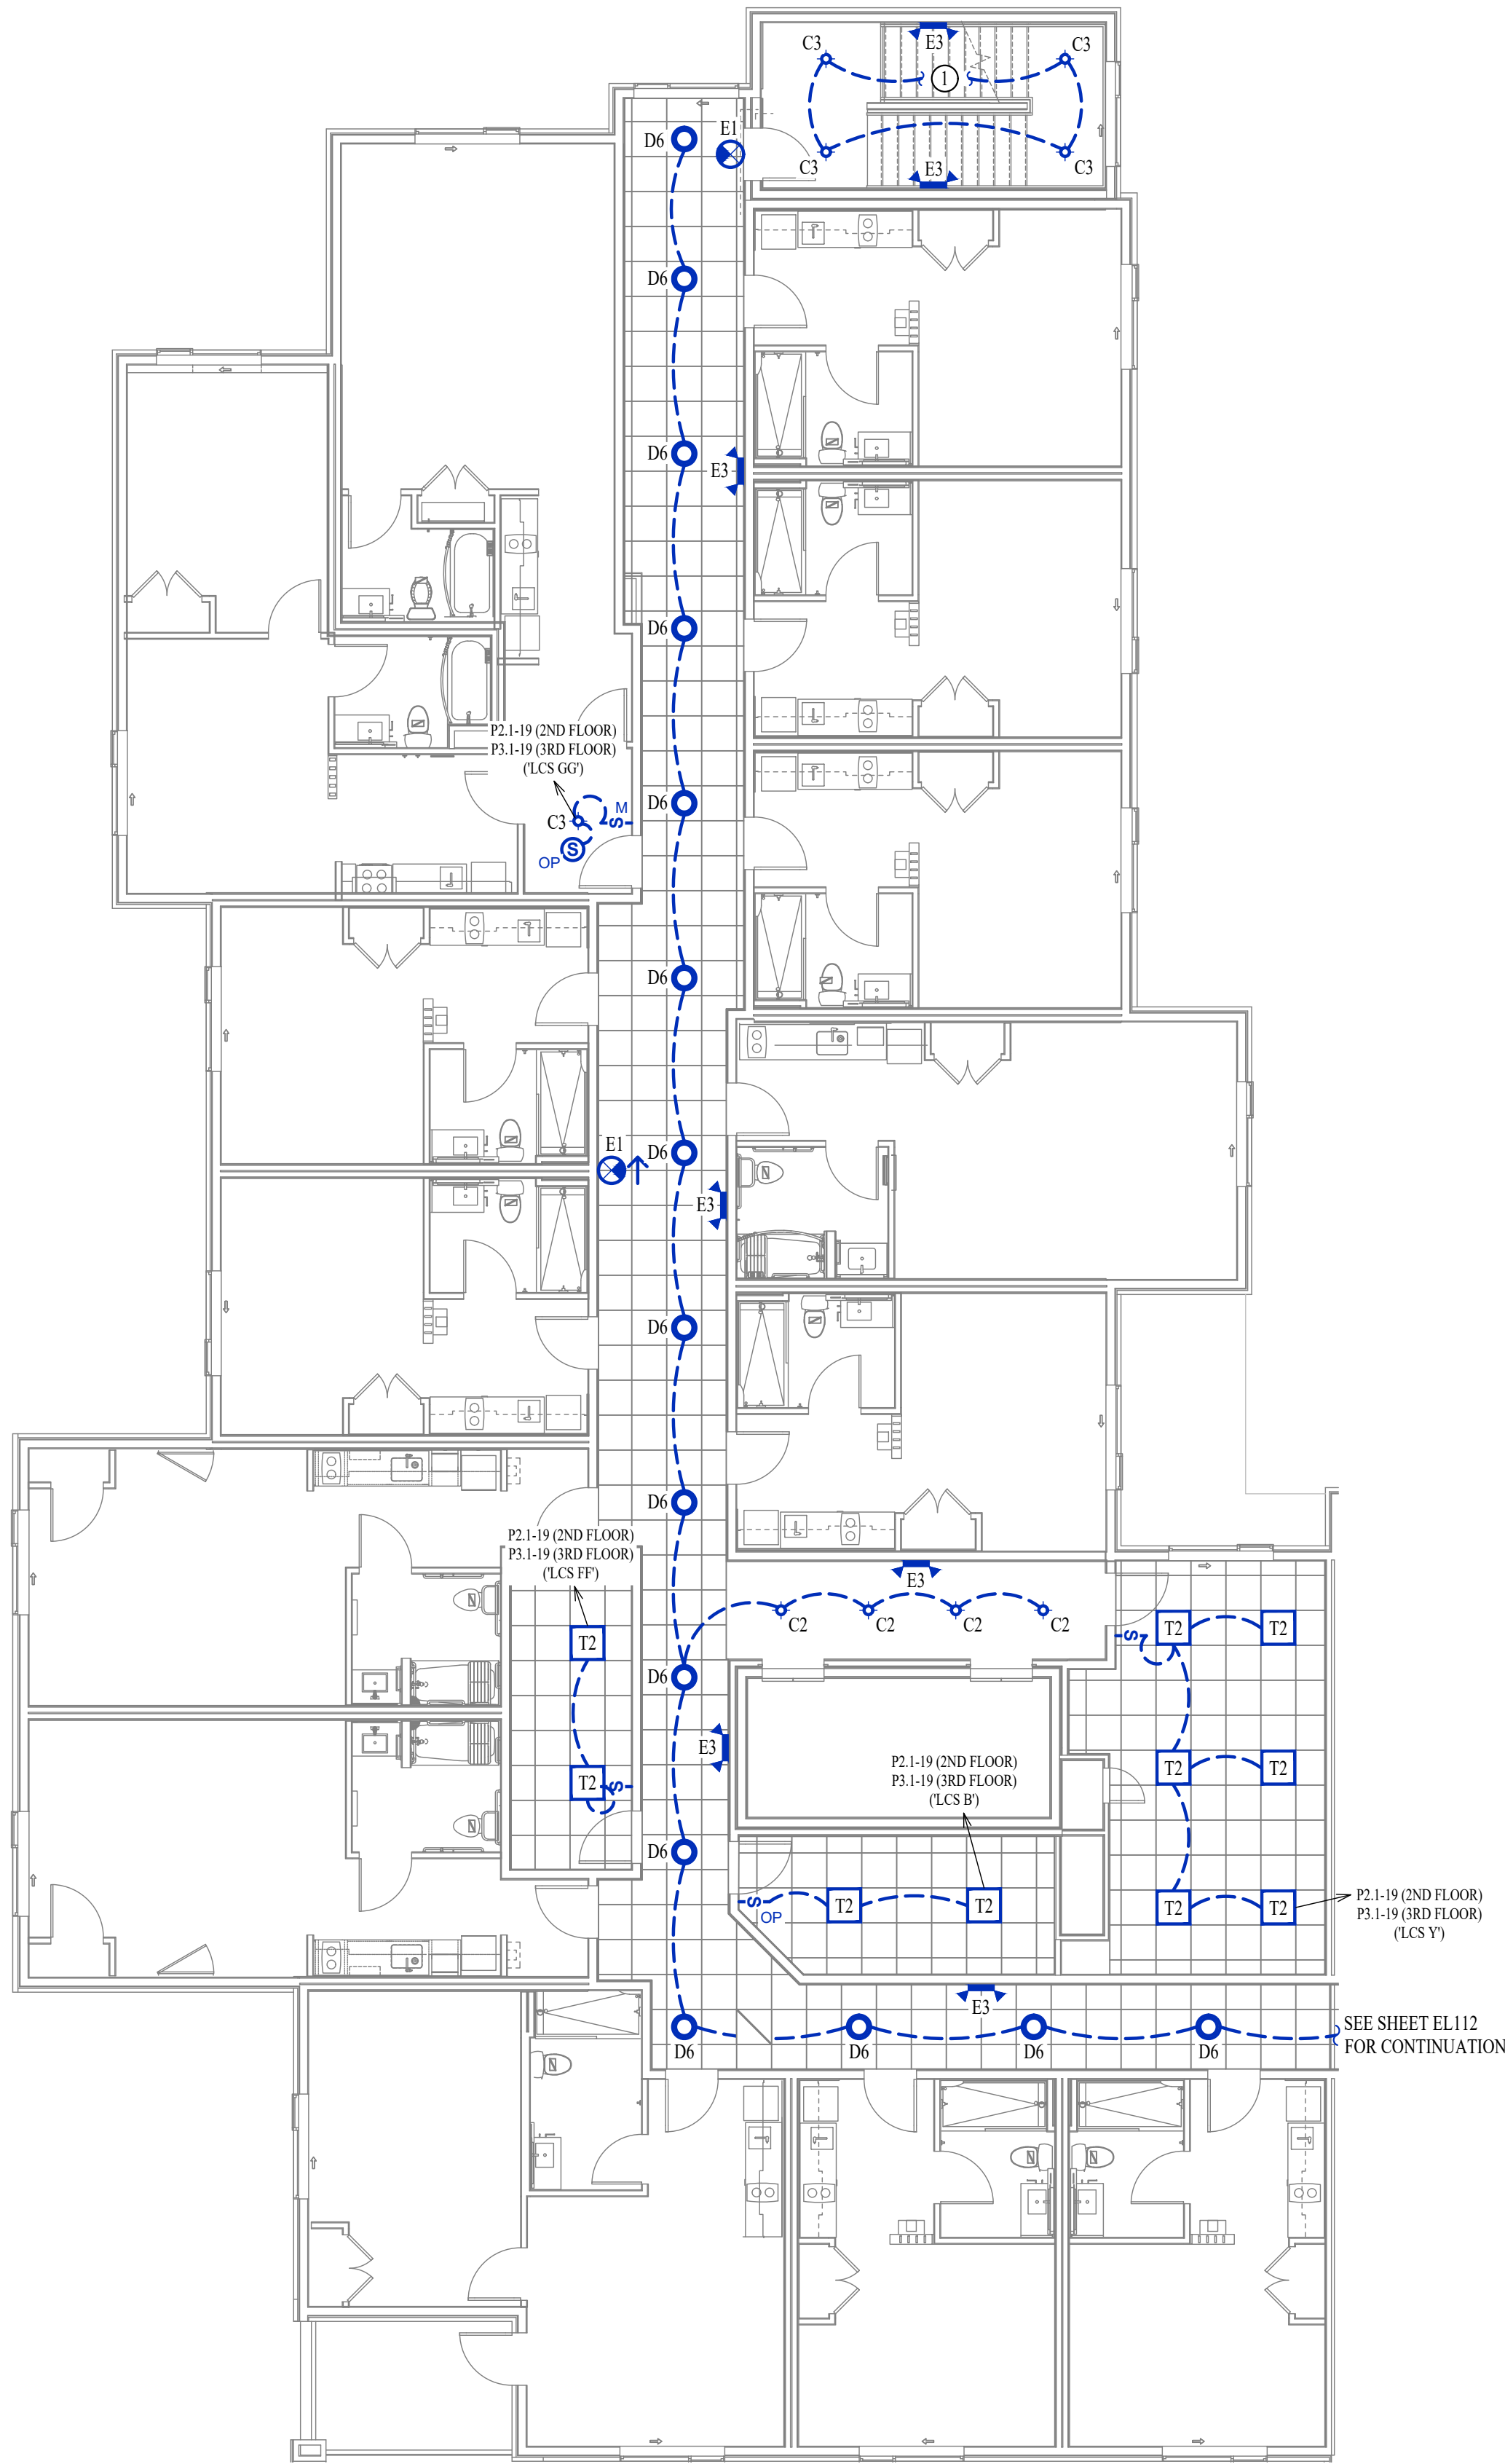 C3
E3
C3
1
D6
E1
C3
E3
C3
D6
D6
E3
D6
P2.1-19 (2ND FLOOR)
P3.1-19 (3RD FLOOR)
('LCS GG')
D6
M
C3
S
S
OP
D6
E1
D6
E3
D6
D6
P2.1-19 (2ND FLOOR)
P3.1-19 (3RD FLOOR)
('LCS FF')
E3
C2
C2
C2
C2
T2
T2
S
T2
D6
E3
P2.1-19 (2ND FLOOR)
P3.1-19 (3RD FLOOR)
('LCS B')
T2
T2
T2
S
D6
S
OP
T2
T2
T2
T2
P2.1-19 (2ND FLOOR)
P3.1-19 (3RD FLOOR)
('LCS Y')
E3
D6
D6
D6
D6
SEE SHEET EL112
FOR CONTINUATION